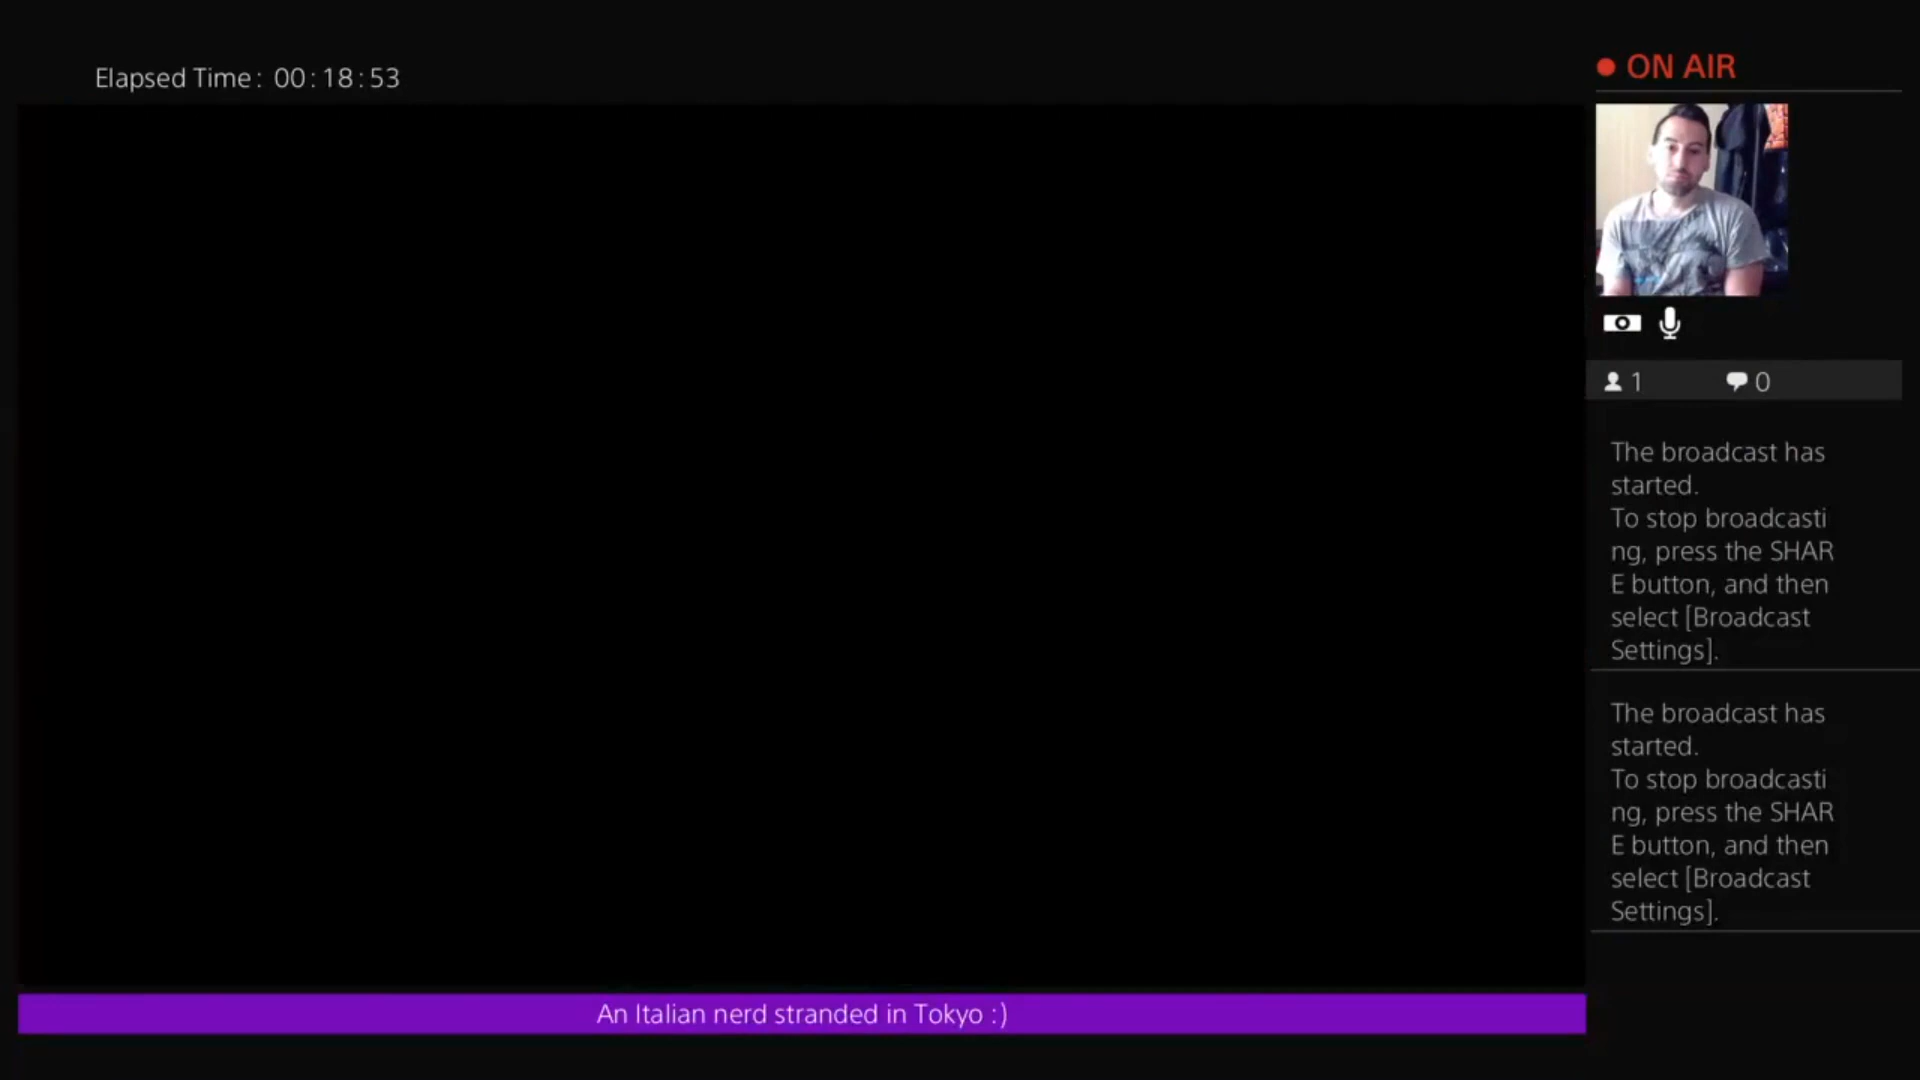 Elapsed Time: 00:18:53
ON AIR
1
0
The broadcast has
started.
To stop broadcasti
ng, press the SHAR
E button, and then
select [Broadcast
Settings].
The broadcast has
started.
To stop broadcasti
ng, press the SHAR
E button, and then
select [Broadcast
Settings].
An Italian nerd stranded in Tokyo :)